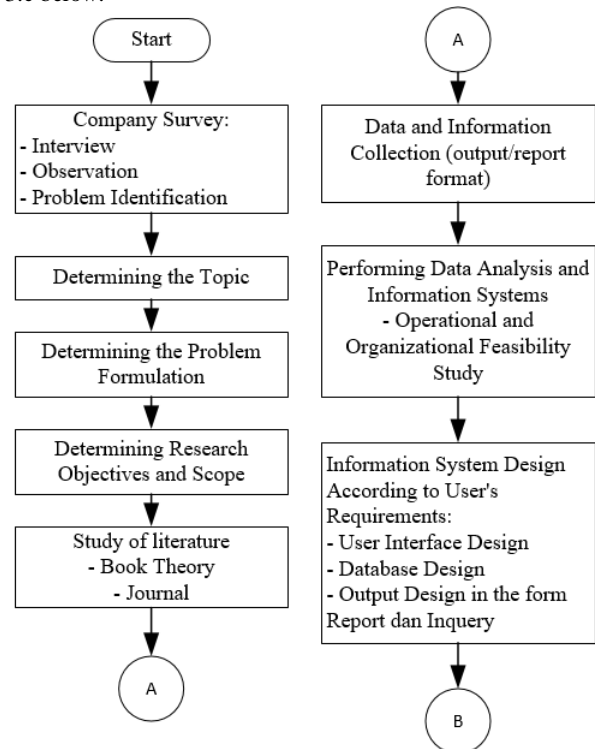 3.1 below.
Start
Company Survey:
- Interview
- Observation
- Problem Identification
Determining the Topic
Determining the Problem
Formulation
Determining Research
Objectives and Scope
Study of literature
- Book Theory
- Journal
A
A
Data and Information
Collection (output/report
format)
Performing Data Analysis and
Information Systems
- Operational and
Organizational Feasibility
Study
Information System Design
According to User's
Requirements:
- User Interface Design
- Database Design
- Output Design in the form
Report dan Inquery
B